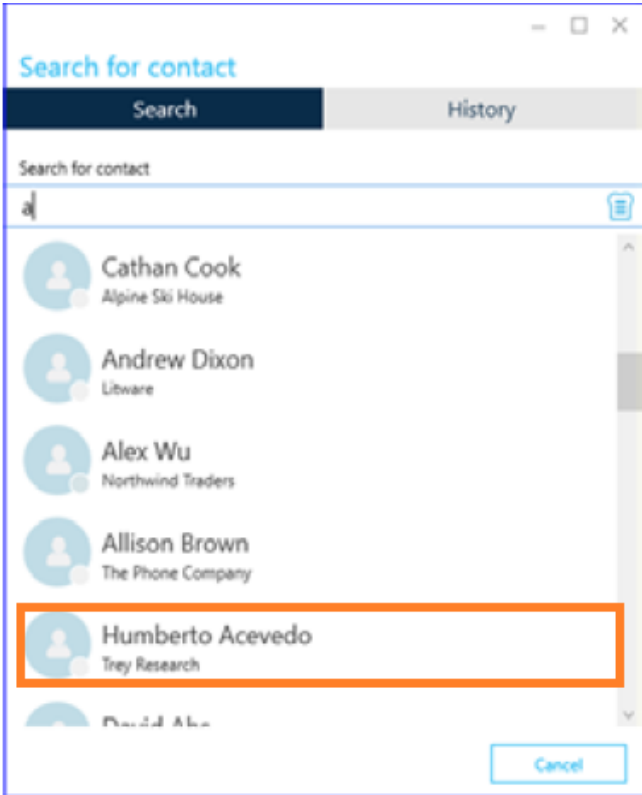 Search for contact
Search History
Search for contact
a
Cathan Cook
Alpine Ski House
Andrew Dixon
Litware
Alex Wu
Northwind Traders
Allison Brown
The Phone Company
Humberto Acevedo
Trey Research
David
Cancel